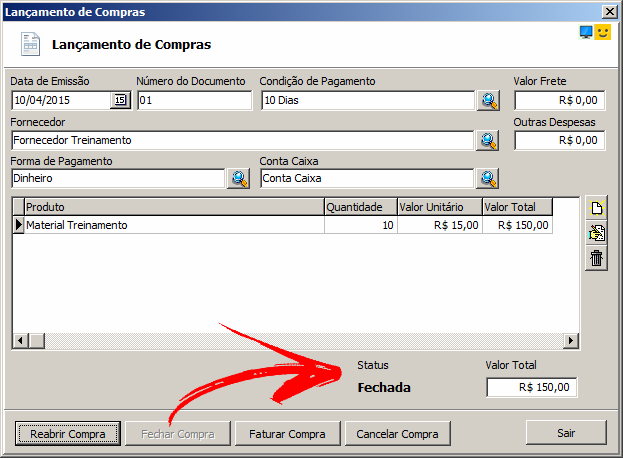 Lançamento de Compras
Lançamento de Compras
Data de Emissão Número do Documento Condição de Pagamento Valor Frete
10/04/2015 15 01 10 Dias R$ 0,00
Fornecedor Outras Despesas
Fornecedor Treinamento R$ 0,00
Forma de Pagamento Conta Caixa
Dinheiro Conta Caixa
Produto Quantidade Valor Unitário Valor Total
Material Treinamento 10 R$ 15,00 R$ 150,00
Status Valor Total
Fechada R$ 150,00
Reabrir Compra Fechar Compra Faturar Compra Cancelar Compra Sair